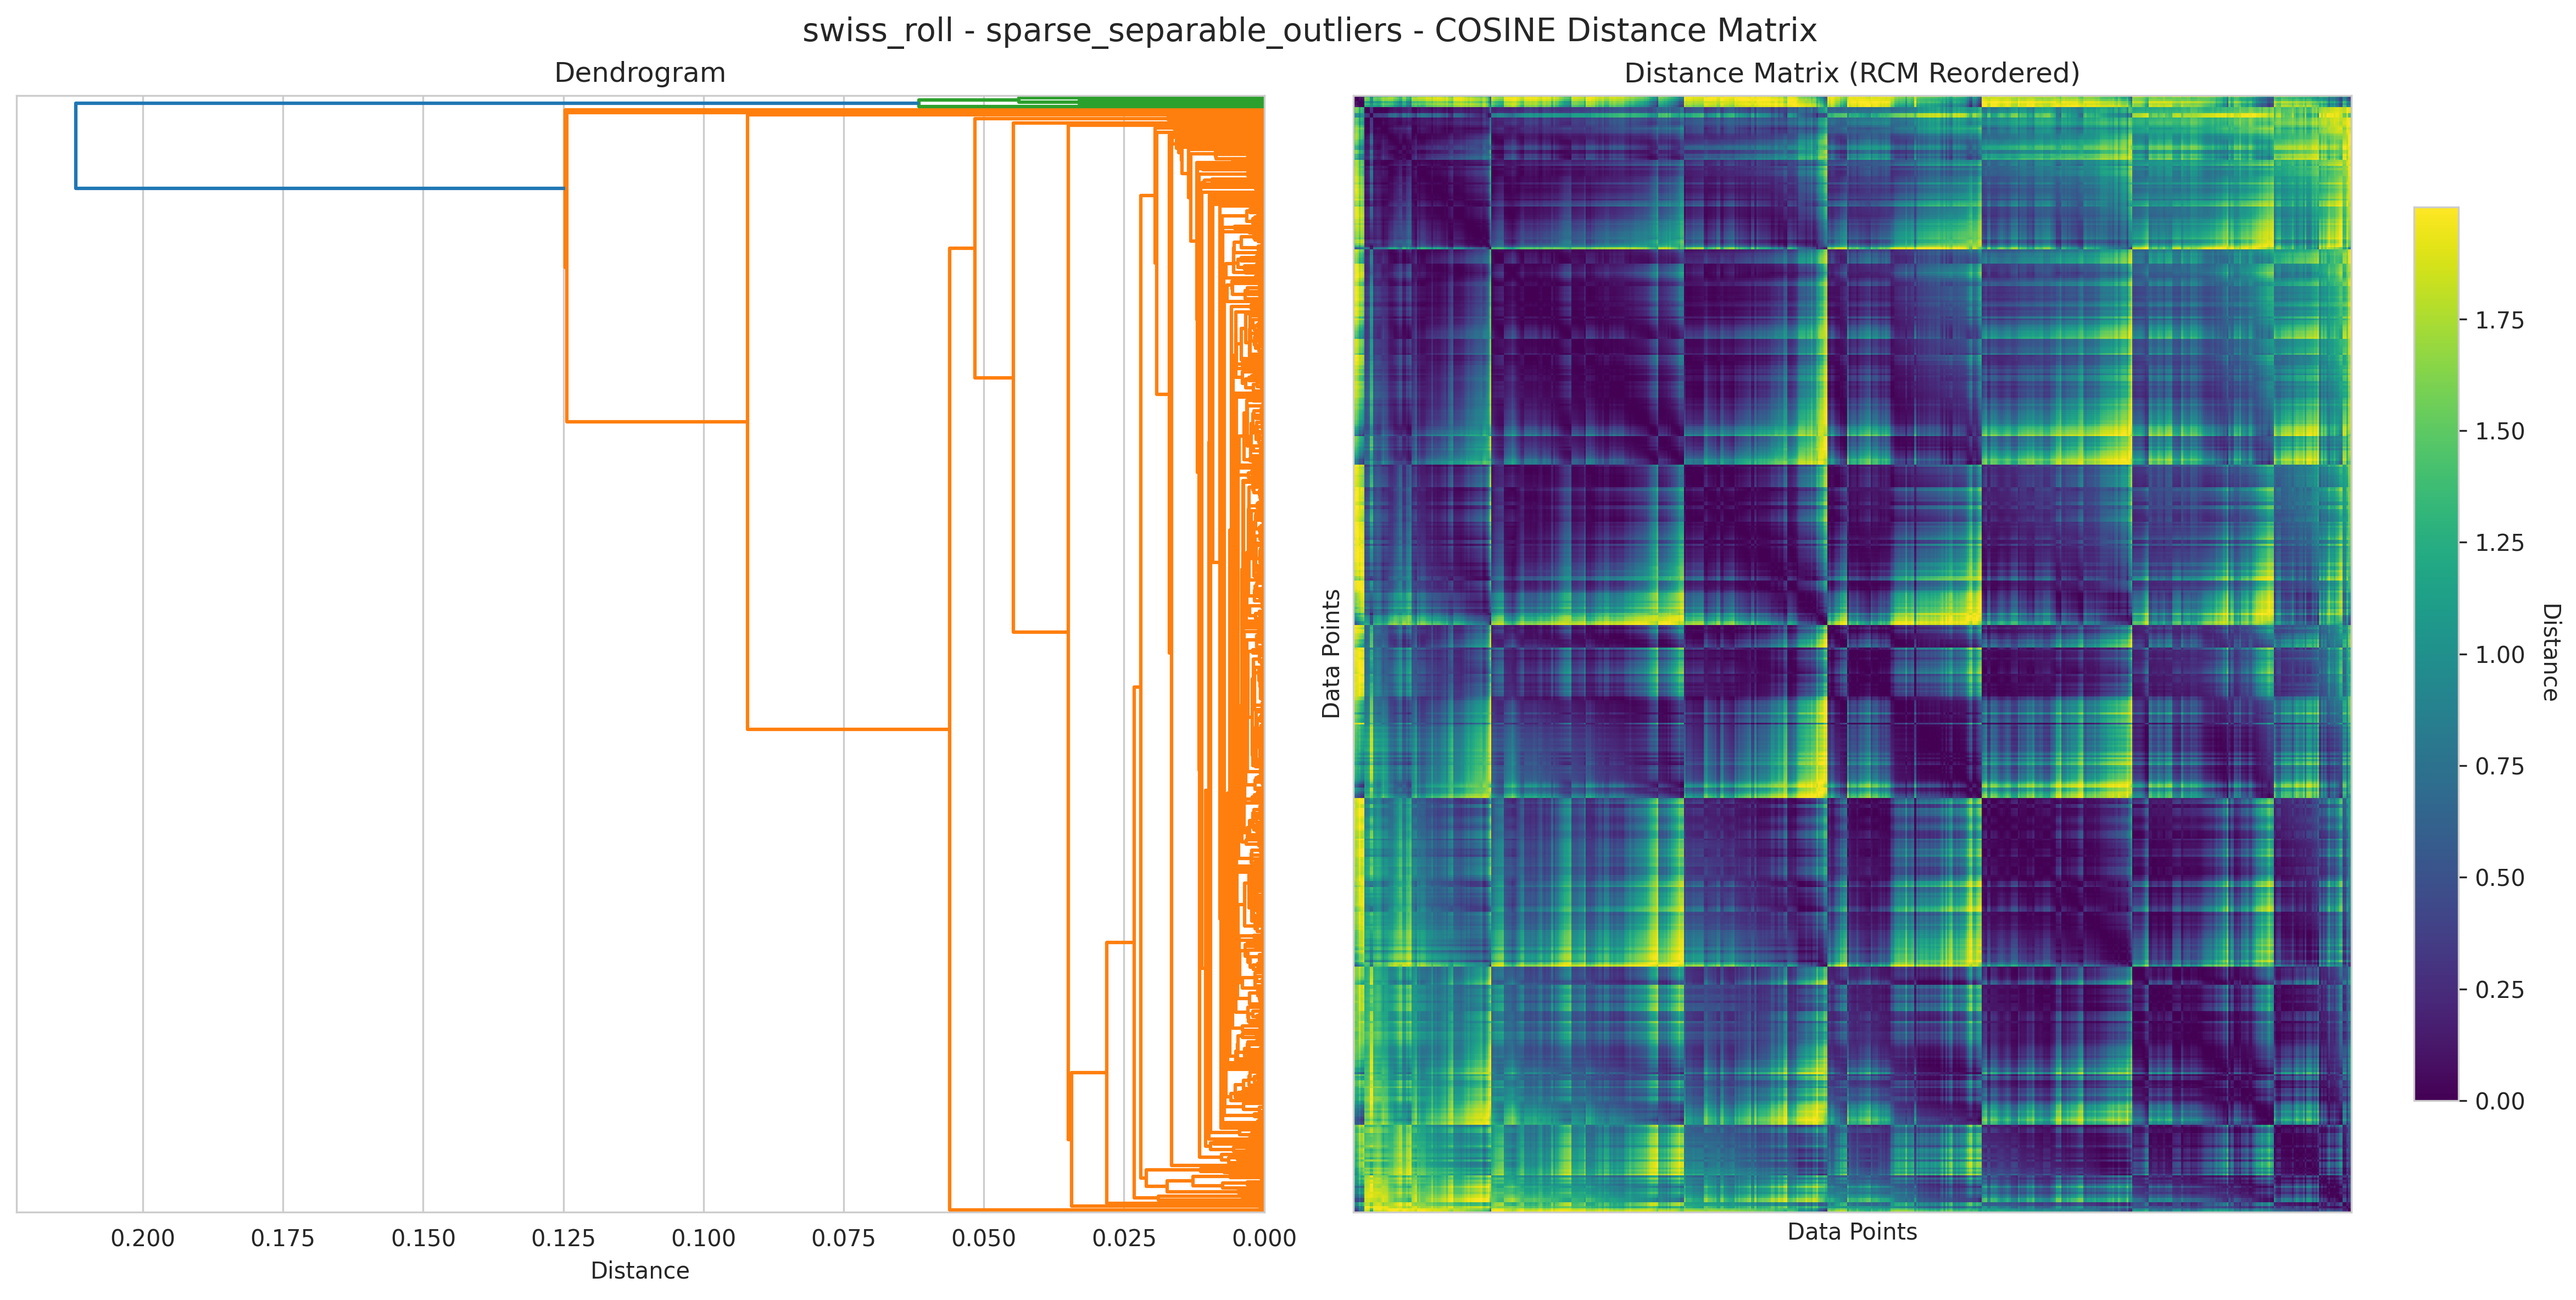 swiss_roll - sparse_separable_outliers - COSINE Distance Matrix
Dendrogram
0.200 0.175 0.150 0.125 0.100 0.075 0.050 0.025 0.000
Distance
Distance Matrix (RCM Reordered)
Data Points
Data Points
1.75
1.50
1.25
1.00
0.75
0.50
0.25
0.00
Distance